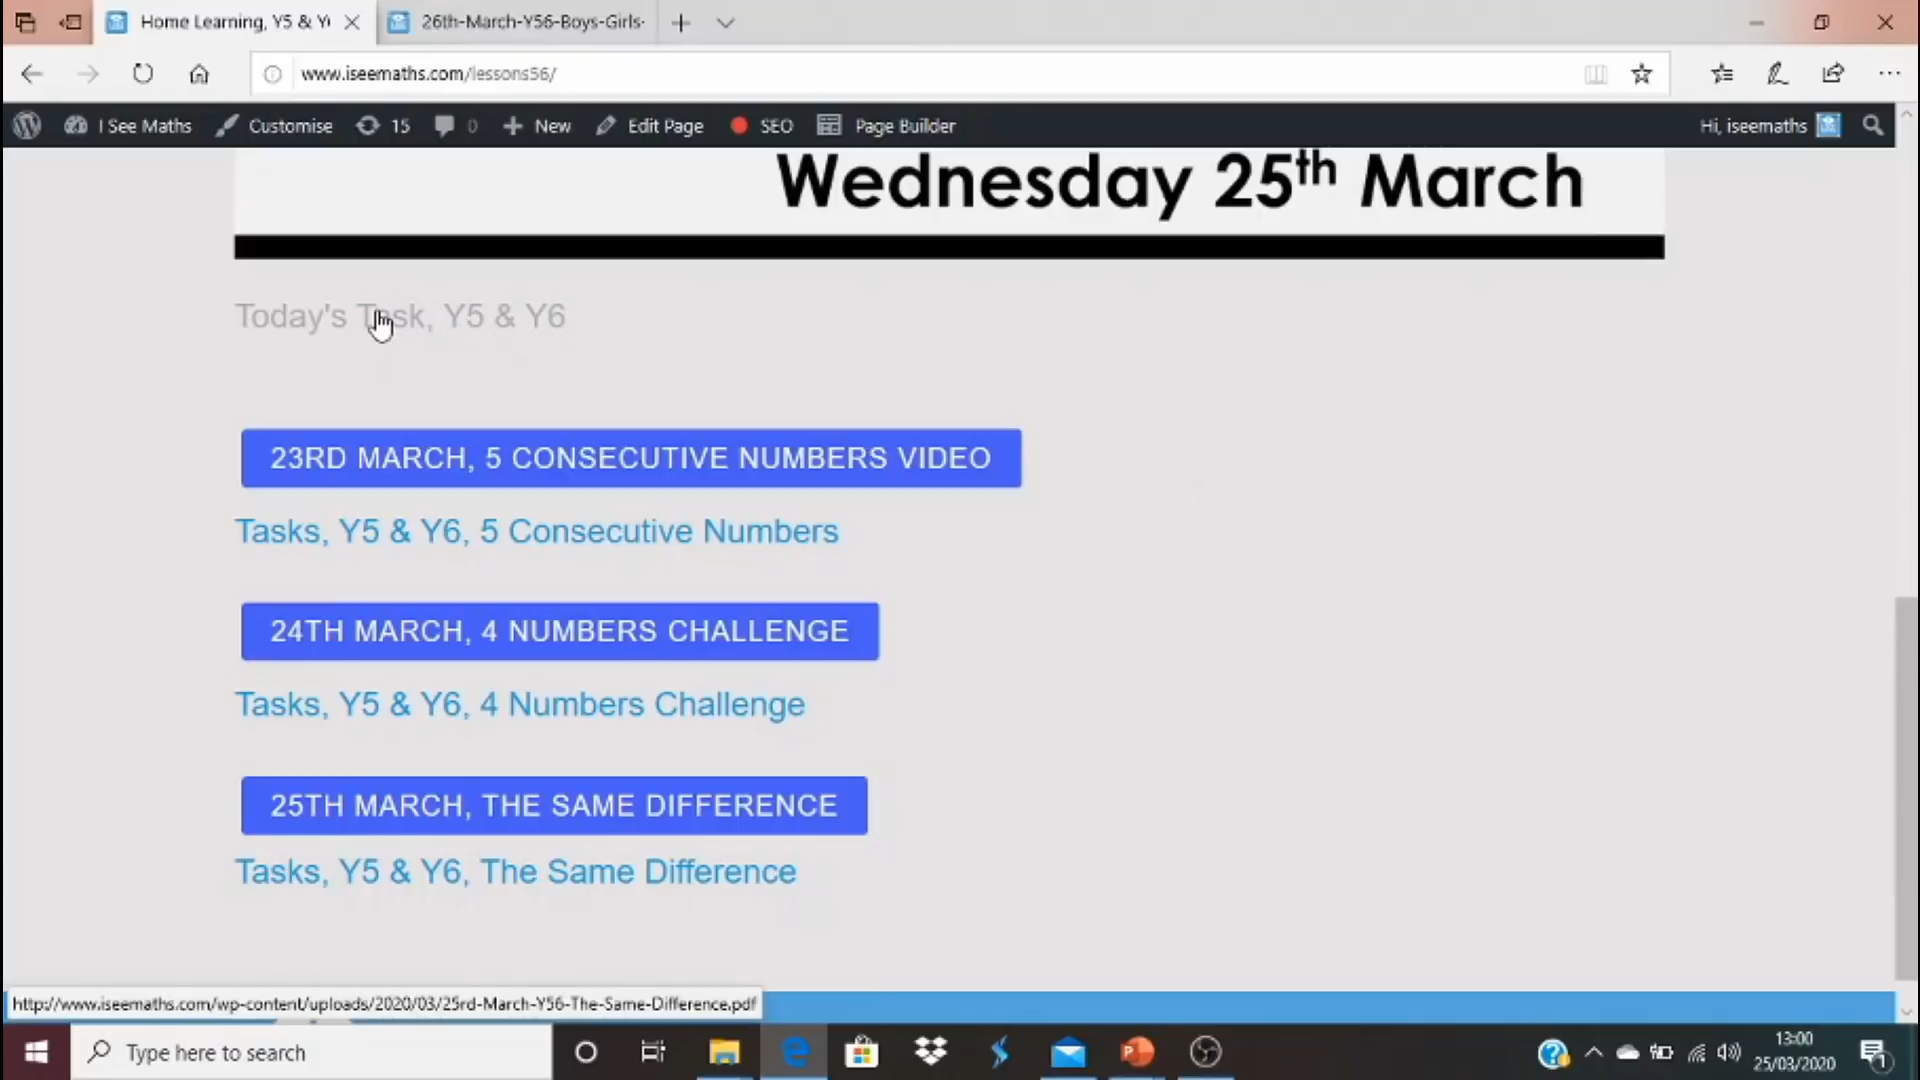 Home Learning, Y5 & Y
26th-March-Y56-Boys-Girls-
www.iseemaths.com/lessons56/
I See Maths
Customise
15
0
New
Edit Page
SEO
Page Builder
Hi, iseemaths
Wednesday 25th March
Today's Task, Y5 & Y6
23RD MARCH, 5 CONSECUTIVE NUMBERS VIDEO
Tasks, Y5 & Y6, 5 Consecutive Numbers
24TH MARCH, 4 NUMBERS CHALLENGE
Tasks, Y5 & Y6, 4 Numbers Challenge
25TH MARCH, THE SAME DIFFERENCE
Tasks, Y5 & Y6, The Same Difference
http://www.iseemaths.com/wp-content/uploads/2020/03/25rd-March-Y56-The-Same-Difference.pdf
Type here to search
13:00
25/03/2020
1